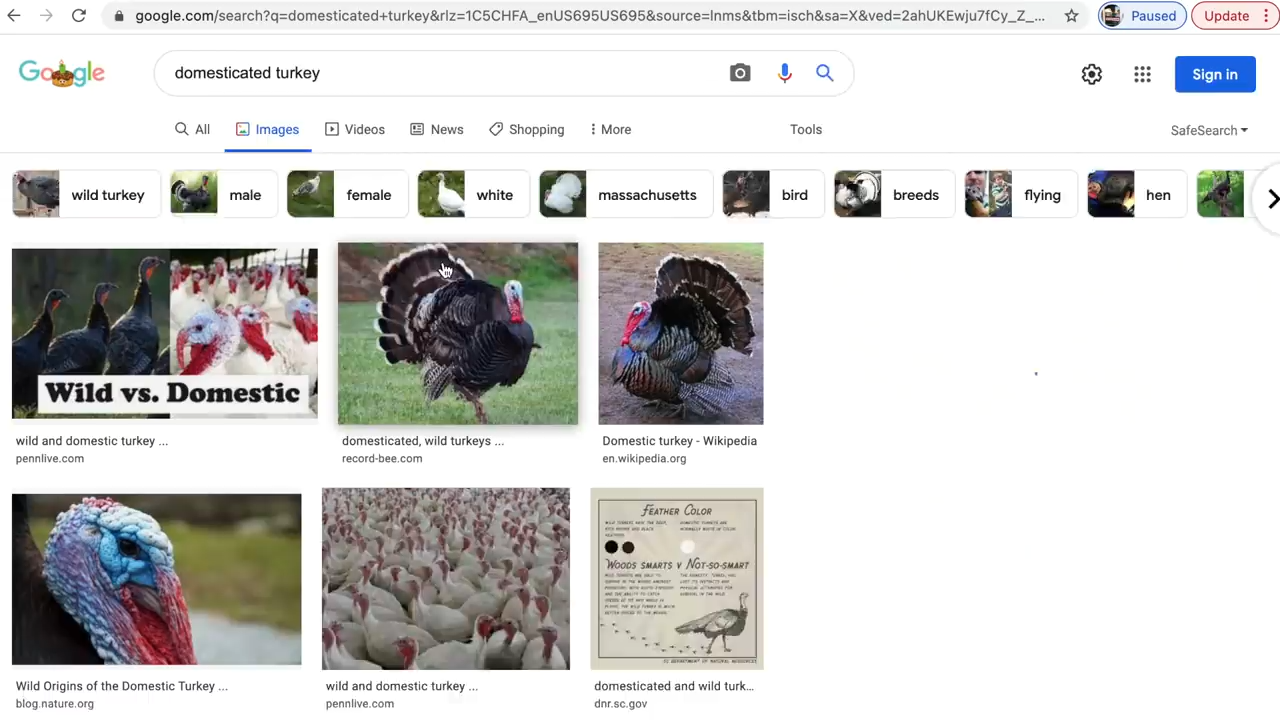 google.com/search?q=domesticated+turkey&rlz=1C5CHFA_enUS695US695&source=lnms&tbm=isch&sa=X&ved=2ahUKEwju7fCy_Z_...
Paused
Update
Google
domesticated turkey
Sign in
All
Images
Videos
News
Shopping
More
Tools
SafeSearch
wild turkey
male
female
white
massachusetts
bird
breeds
flying
hen
Wild vs. Domestic
wild and domestic turkey ...
pennlive.com
domesticated, wild turkeys ...
record-bee.com
Domestic turkey - Wikipedia
en.wikipedia.org
FEATHER COLOR
WOODS SMARTS V NOT-SO-SMART
Wild Origins of the Domestic Turkey ...
blog.nature.org
wild and domestic turkey ...
pennlive.com
domesticated and wild turk...
dnr.sc.gov